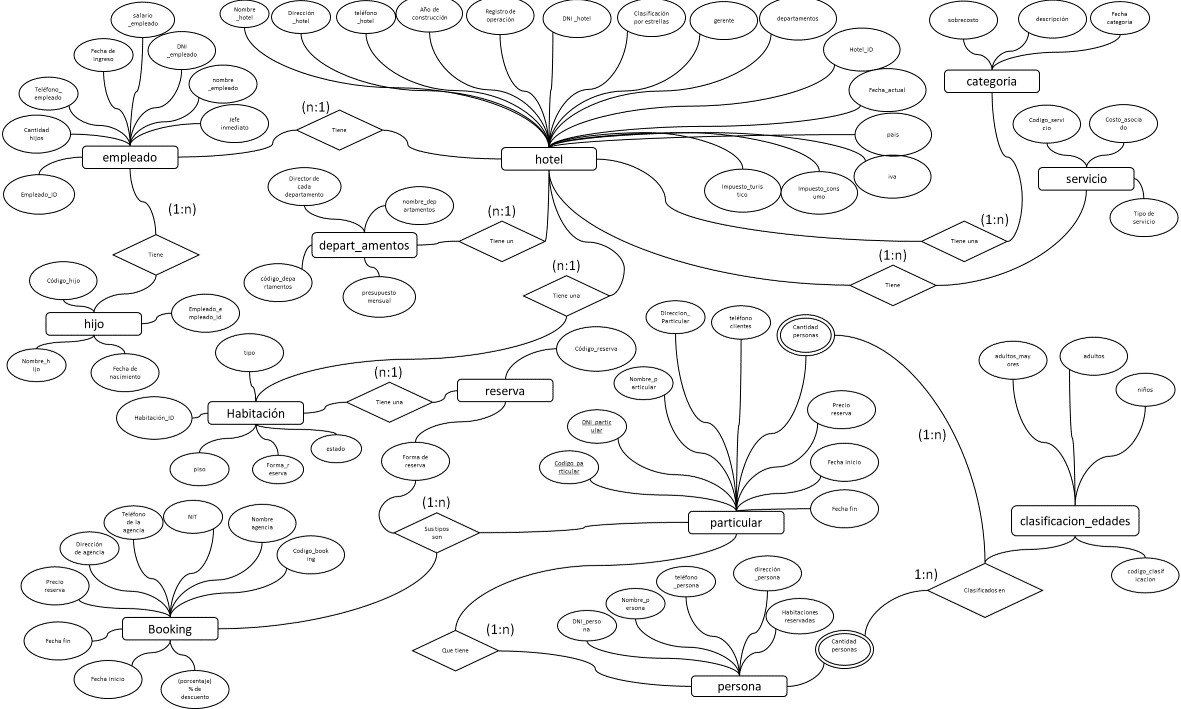 salario
_empleado
Fecha de
ingreso
DNI
_empleado
Teléfono_
empleado
nombre
_empleado
Cantidad
hijos
Jefe
inmediato
empleado
Empleado_ID
(1:n)
Tiene
(n:1)
Tiene
Nombre
_hotel
Dirección
_hotel
teléfono
_hotel
Año de
construcción
Registro de
operación
DNI _hotel
Clasificación
por estrellas
gerente
departamentos
Hotel_ID
Fecha_actual
pais
iva
Impuesto_turis
tico
Impuesto_cons
umo
hotel
sobrecosto
descripción
Fecha
categoria
categoria
Codigo_servi
cio
Costo_asocia
do
servicio
Tipo de
servicio
(1:n)
Tiene una
(1:n)
Tiene
Director de
cada
departamento
nombre_dep
artamentos
depart_amentos
código_depa
rtamentos
presupuesto
mensual
(n:1)
Tiene un
(n:1)
Tiene una
Código_hijo
hijo
Empleado_e
mpleado_id
Nombre_h
ijo
Fecha de
nacimiento
tipo
Habitación_ID
Habitación
piso
Forma_r
eserva
estado
(n:1)
Tiene una
Código_reserva
reserva
Forma de
reserva
(1:n)
Sus tipos
son
Direccion_
Particular
teléfono
clientes
Cantidad
personas
Nombre_p
articular
DNI_partic
ular
Codigo_pa
rticular
Precio
reserva
Fecha inicio
Fecha fin
particular
(1:n)
adultos_may
ores
adultos
niños
clasificacion_edades
codigo_clasif
icacion
1:n)
Clasificados en
Teléfono
de la
agencia
NIT
Nombre
agencia
Dirección
de agencia
Codigo_book
ing
Precio
reserva
Booking
Fecha fin
Fecha inicio
(porcentaje)
% de
descuento
(1:n)
Que tiene
DNI_perso
na
Nombre_p
ersona
teléfono
_persona
dirección
_persona
Habitaciones
reservadas
Cantidad
personas
persona